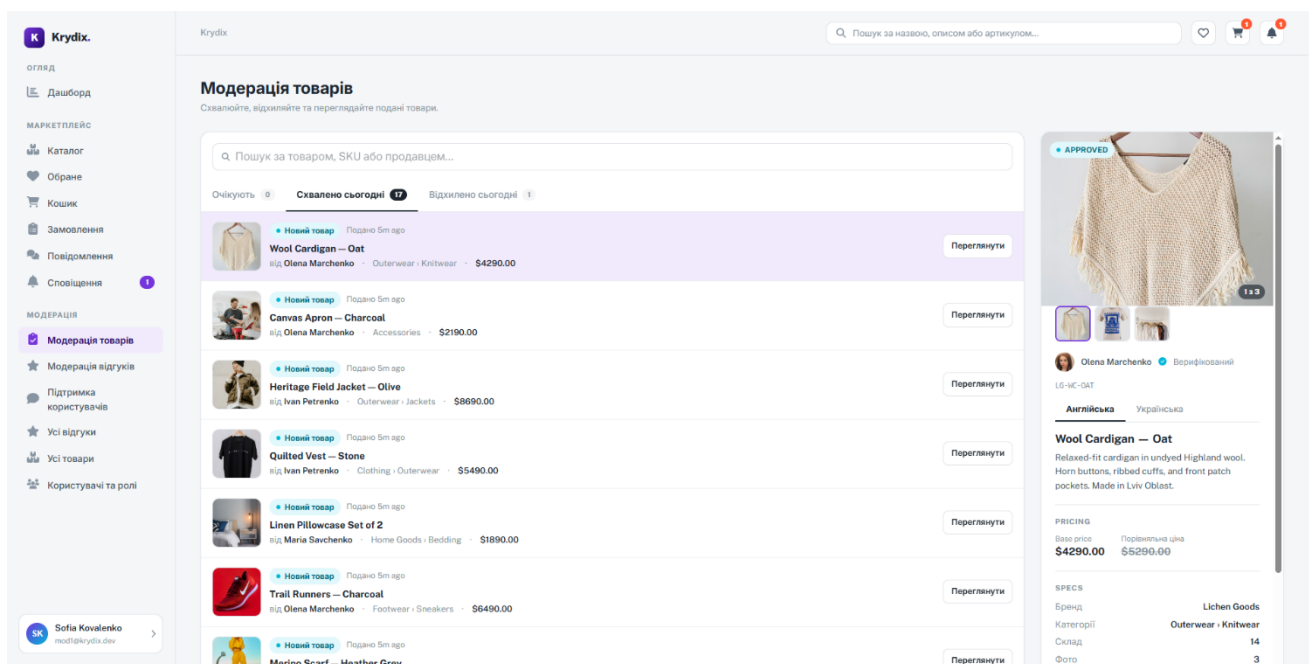 K Krydix.
Krydix
Пошук за назвою, описом або артикулом...
1
1
ОГЛЯД
Дашборд
МАРКЕТПЛЕЙС
Каталог
Обране
Кошик
Замовлення
Повідомлення
Сповіщення 1
МОДЕРАЦІЯ
Модерація товарів
Модерація відгуків
Підтримка
користувачів
Усі відгуки
Усі товари
Користувачі та ролі
SK Sofia Kovalenko
mod1@krydix.dev
Модерація товарів
Схвалюйте, відхиляйте та переглядайте подані товари.
Пошук за товаром, SKU або продавцем...
Очікують 0 Схвалено сьогодні 17 Відхилено сьогодні 1
Новий товар Подано 5m ago
Wool Cardigan — Oat
від Olena Marchenko · Outerwear › Knitwear · $4290.00
Переглянути
Новий товар Подано 5m ago
Canvas Apron — Charcoal
від Olena Marchenko · Accessories · $2190.00
Переглянути
Новий товар Подано 5m ago
Heritage Field Jacket — Olive
від Ivan Petrenko · Outerwear › Jackets · $8690.00
Переглянути
Новий товар Подано 5m ago
Quilted Vest — Stone
від Ivan Petrenko · Clothing › Outerwear · $5490.00
Переглянути
Новий товар Подано 5m ago
Linen Pillowcase Set of 2
від Maria Savchenko · Home Goods › Bedding · $1890.00
Переглянути
Новий товар Подано 5m ago
Trail Runners — Charcoal
від Olena Marchenko · Footwear › Sneakers · $6490.00
Переглянути
Новий товар Подано 5m ago
Merino Scarf — Heather Grey
Переглянути
APPROVED
1 з 3
Olena Marchenko Верифікований
LG-WC-OAT
Англійська Українська
Wool Cardigan — Oat
Relaxed-fit cardigan in undyed Highland wool.
Horn buttons, ribbed cuffs, and front patch
pockets. Made in Lviv Oblast.
PRICING
Base price Порівняльна ціна
$4290.00 $5290.00
SPECS
Бренд Lichen Goods
Категорії Outerwear › Knitwear
Склад 14
Фото 3